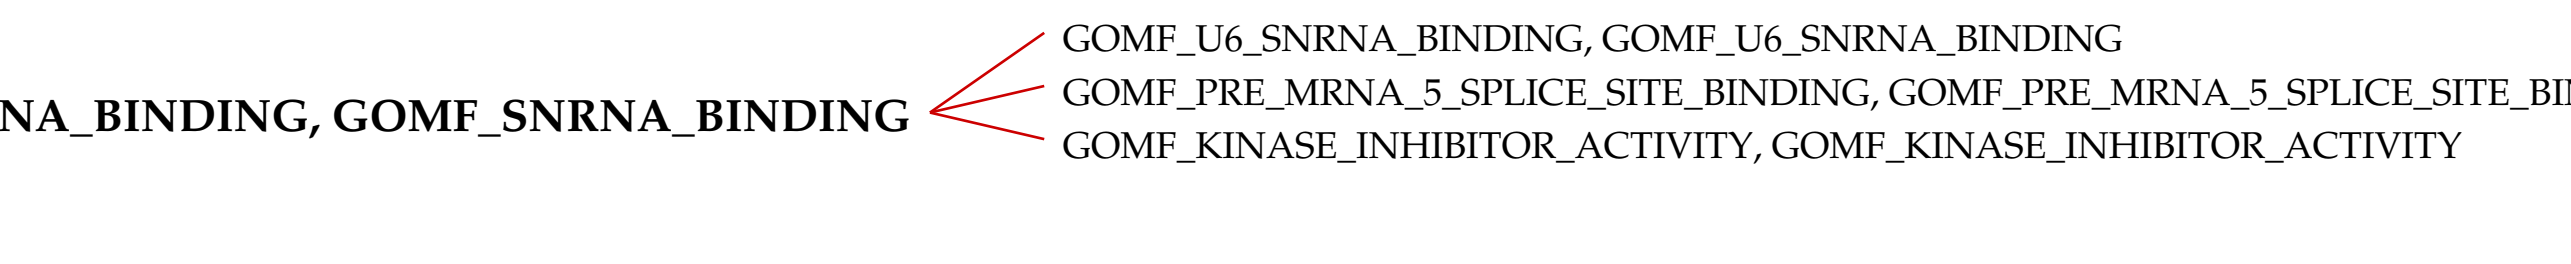 GOMF_U6_SNRNA_BINDING, GOMF_U6_SNRNA_BINDING
GOMF_PRE_MRNA_5_SPLICE_SITE_BINDING, GOMF_PRE_MRNA_5_SPLICE_SITE_BI
NA_BINDING, GOMF_SNRNA_BINDING
GOMF_KINASE_INHIBITOR_ACTIVITY, GOMF_KINASE_INHIBITOR_ACTIVITY